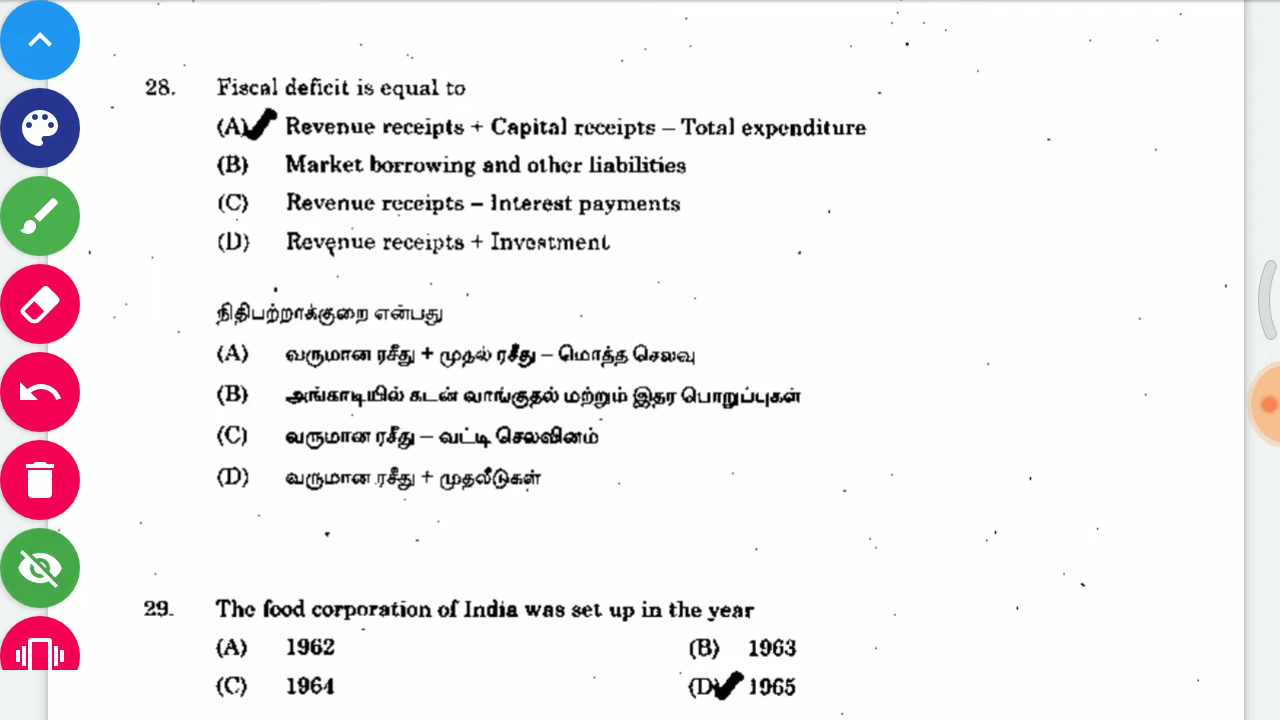 28. Fiscal deficit is equal to
(A) Revenue receipts + Capital receipts – Total expenditure
(B) Market borrowing and other liabilities
(C) Revenue receipts – Interest payments
(D) Revenue receipts + Investment
நிதிபற்றாக்குறை என்பது
(A) வருமான ரசீது + முதல் ரசீது – மொத்த செலவு
(B) அங்காடியில் கடன் வாங்குதல் மற்றும் இதர பொறுப்புகள்
(C) வருமான ரசீது – வட்டி செலவினம்
(D) வருமான ரசீது + முதலீடுகள்
29. The food corporation of India was set up in the year
(A) 1962 (B) 1963
(C) 1964 (D) 1965